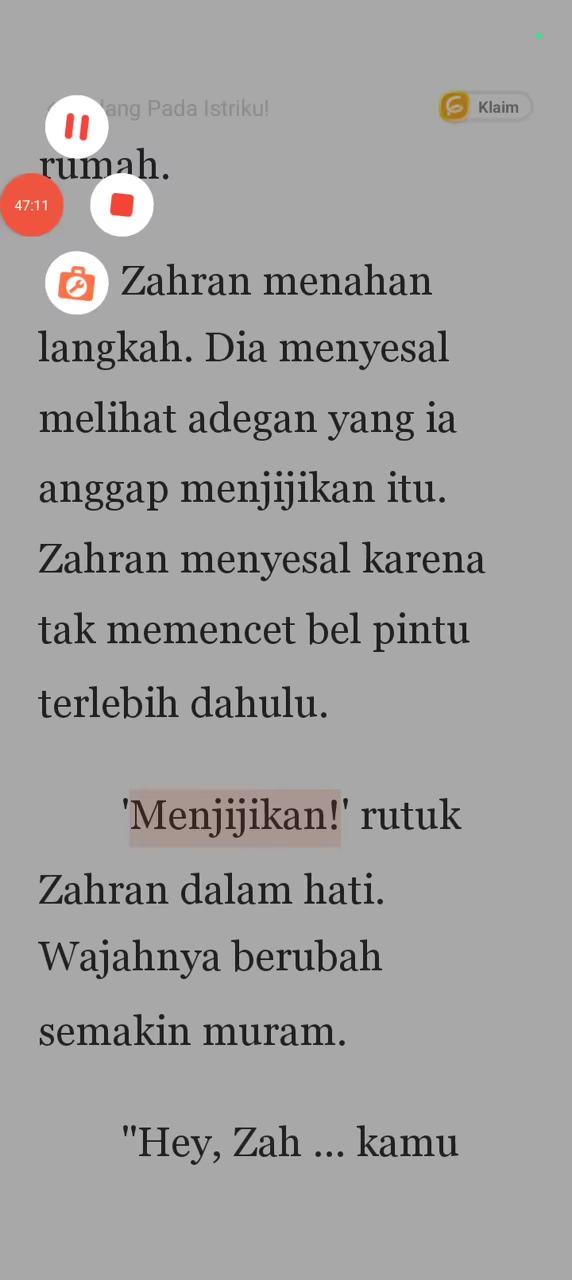 lang Pada Istriku!
Klaim
rumah.
47:11
Zahran menahan
langkah. Dia menyesal
melihat adegan yang ia
anggap menjijikan itu.
Zahran menyesal karena
tak memencet bel pintu
terlebih dahulu.
'Menjijikan!' rutuk
Zahran dalam hati.
Wajahnya berubah
semakin muram.
"Hey, Zah ... kamu